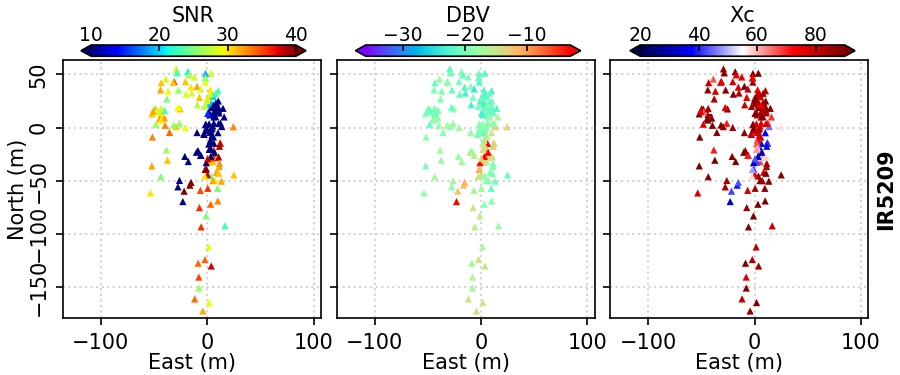 SNR DBV Xc
10 20 30 40 −30 −20 −10 20 40 60 80
North (m)
50
0
−50
−100
−150
−100 0 100 −100 0 100 −100 0 100
East (m) East (m) East (m)
IR5209